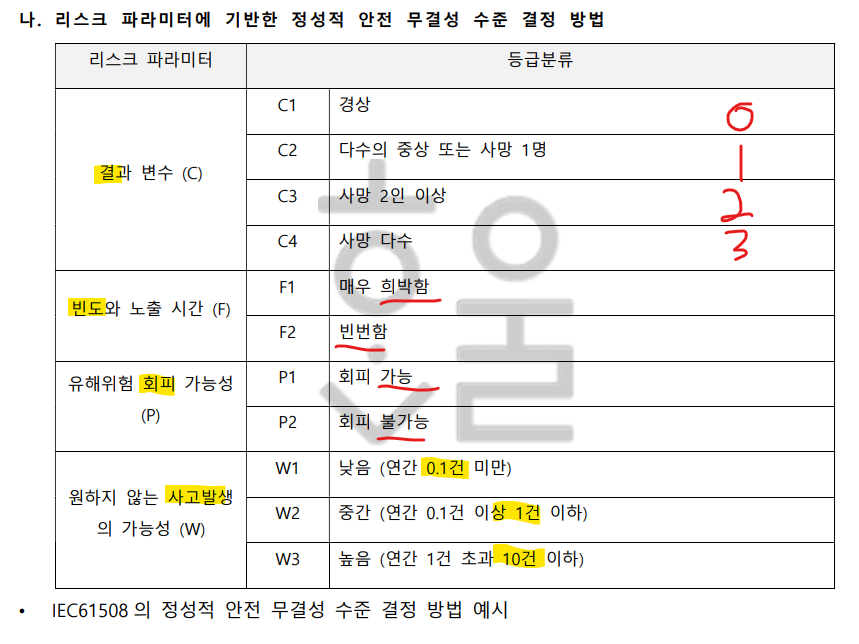 나. 리스크 파라미터에 기반한 정성적 안전 무결성 수준 결정 방법
리스크 파라미터 등급분류
결과 변수 (C)
C1 경상 0
C2 다수의 중상 또는 사망 1명 1
C3 사망 2인 이상 2
C4 사망 다수 3
빈도와 노출 시간 (F)
F1 매우 희박함
F2 빈번함
유해위험 회피 가능성
(P)
P1 회피 가능
P2 회피 불가능
원하지 않는 사고발생
의 가능성 (W)
W1 낮음 (연간 0.1건 미만)
W2 중간 (연간 0.1건 이상 1건 이하)
W3 높음 (연간 1건 초과 10건 이하)
• IEC61508의 정성적 안전 무결성 수준 결정 방법 예시